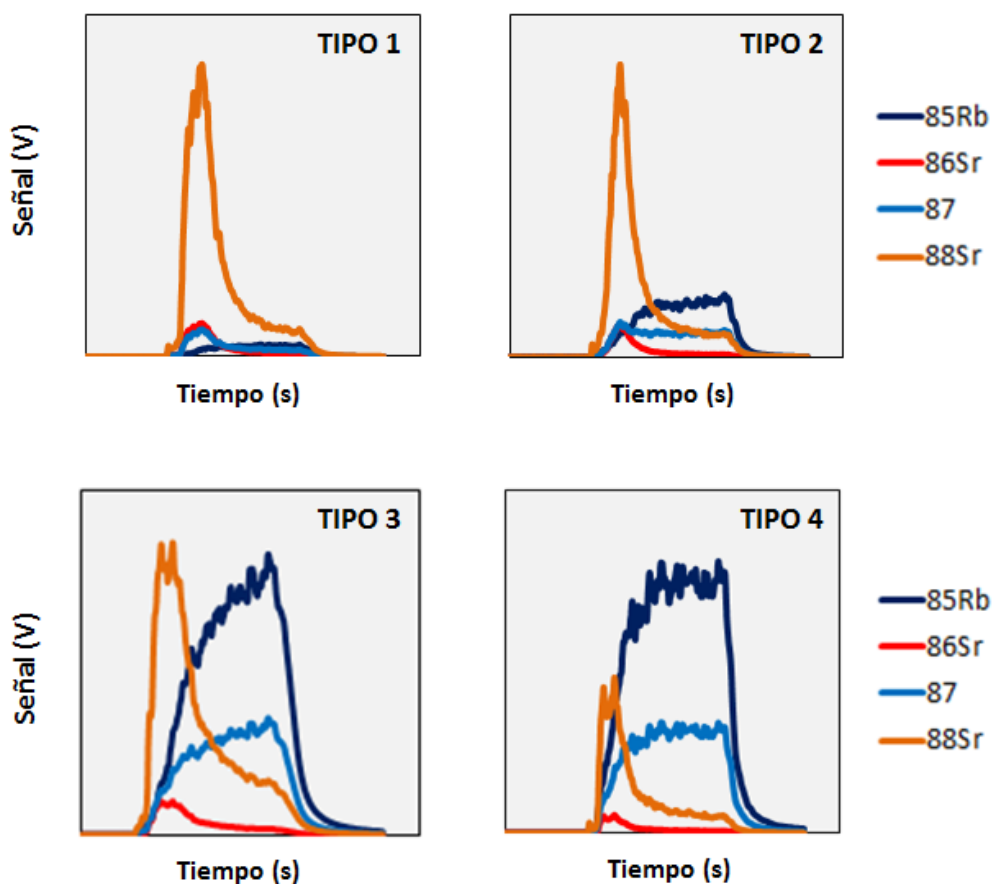 TIPO 1
TIPO 2
Señal (V)
85Rb
86Sr
87
88Sr
Tiempo (s)
Tiempo (s)
TIPO 3
TIPO 4
Señal (V)
85Rb
86Sr
87
88Sr
Tiempo (s)
Tiempo (s)